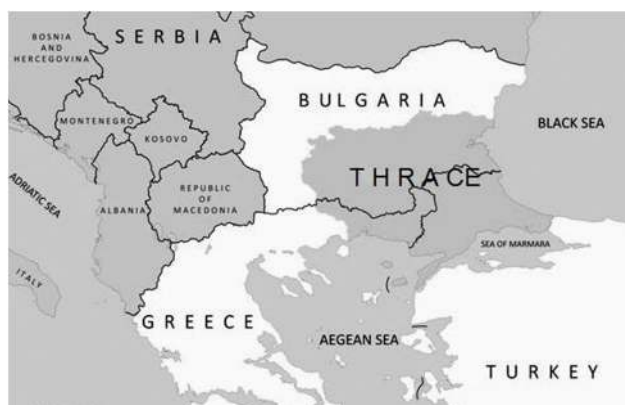 BOSNIA
AND
HERCEGOVINA
SERBIA
BULGARIA
MONTENEGRO
KOSOVO
BLACK SEA
THRACE
ADRIATIC SEA
ALBANIA
REPUBLIC
OF
MACEDONIA
SEA OF MARMARA
ITALY
GREECE
AEGEAN SEA
TURKEY